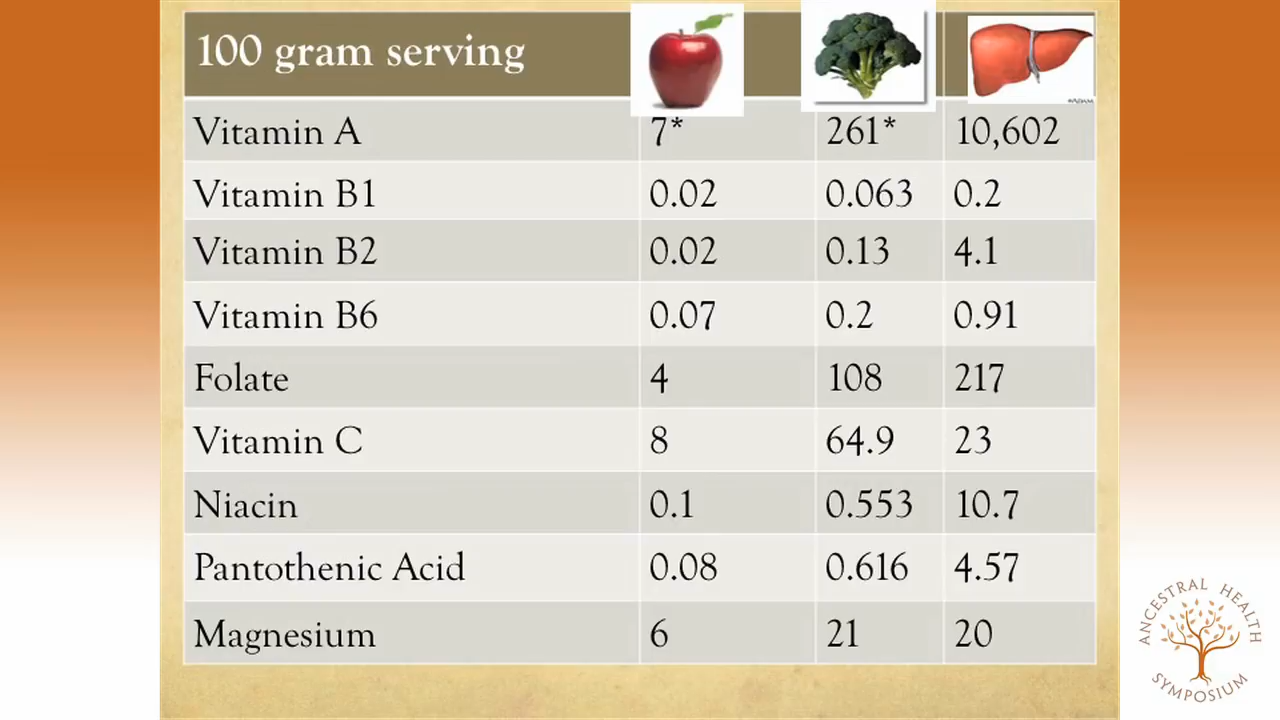 100 gram serving
Vitamin A 7* 261* 10,602
Vitamin B1 0.02 0.063 0.2
Vitamin B2 0.02 0.13 4.1
Vitamin B6 0.07 0.2 0.91
Folate 4 108 217
Vitamin C 8 64.9 23
Niacin 0.1 0.553 10.7
Pantothenic Acid 0.08 0.616 4.57
Magnesium 6 21 20
ANCESTRAL HEALTH
SYMPOSIUM